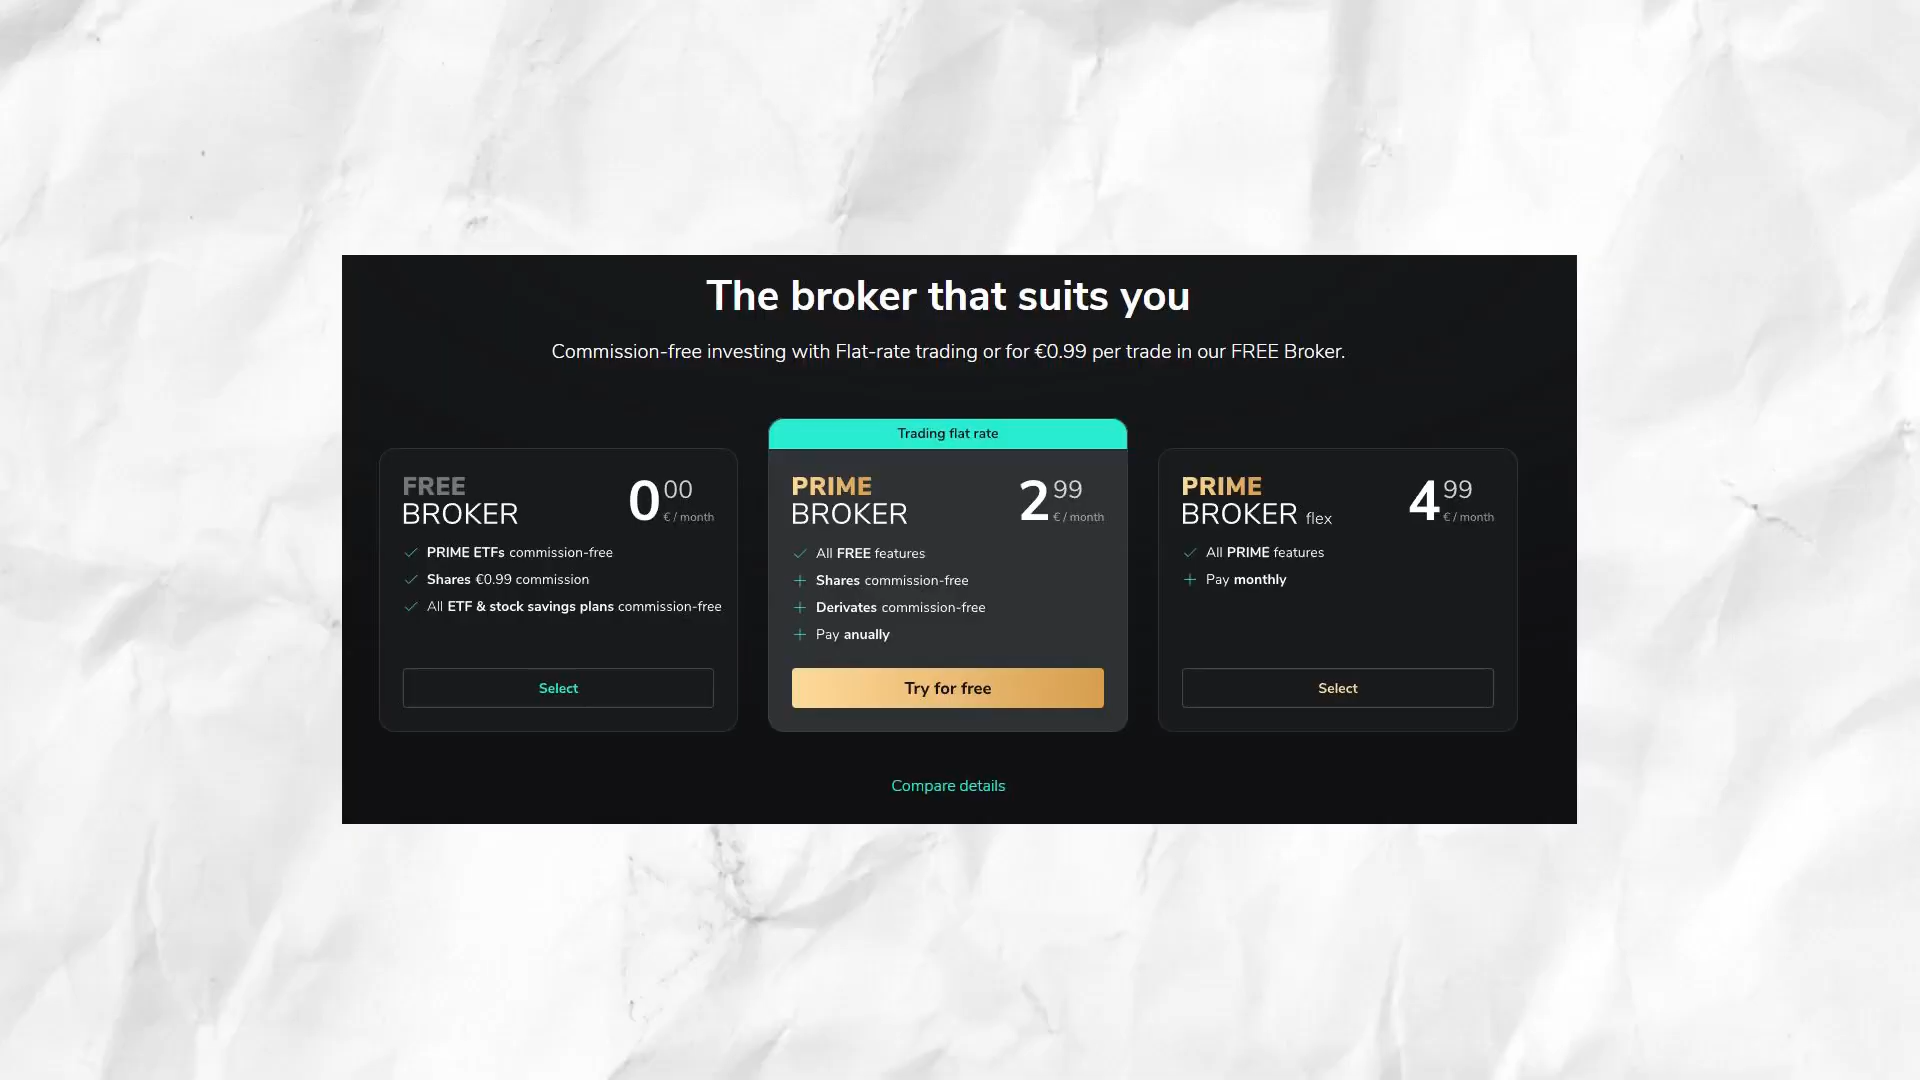 The broker that suits you
Commission-free investing with Flat-rate trading or for €0.99 per trade in our FREE Broker.
FREE
BROKER
0 00
€ / month
PRIME ETFs commission-free
Shares €0.99 commission
All ETF & stock savings plans commission-free
Select
Trading flat rate
PRIME
BROKER
2 99
€ / month
All FREE features
Shares commission-free
Derivates commission-free
Pay anually
Try for free
PRIME
BROKER flex
4 99
€ / month
All PRIME features
Pay monthly
Select
Compare details